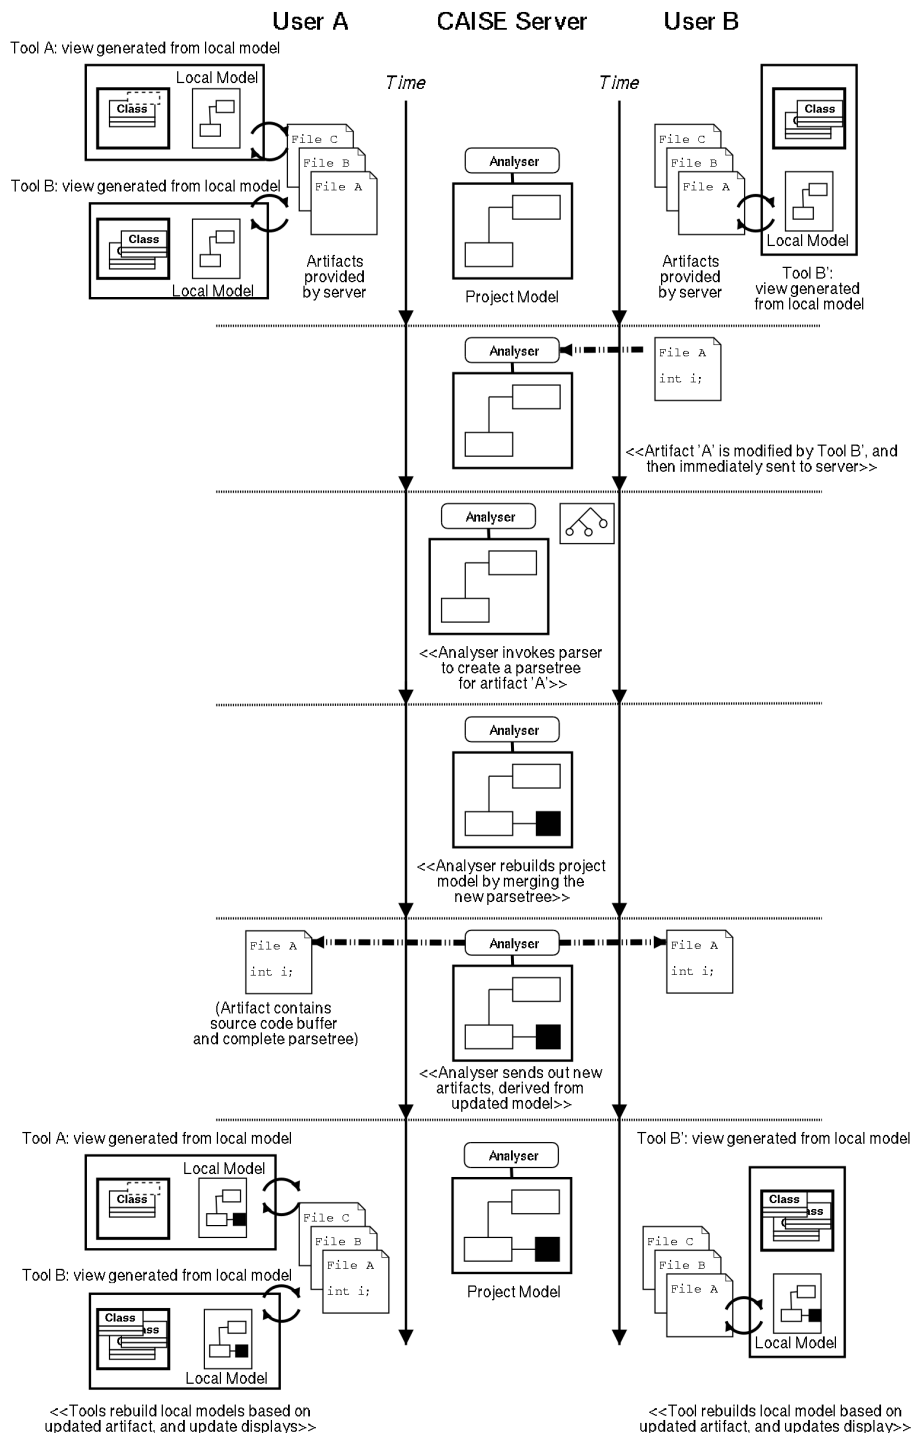 User A
CAISE Server
User B
Tool A: view generated from local model
Time
Time
Local Model
Class
File C
File B
File A
Tool B: view generated from local model
Class
Local Model
Artifacts
provided
by server
Analyser
Project Model
File C
File B
File A
Artifacts
provided
by server
Class
Local Model
Tool B':
view generated
from local model
Analyser
File A
int i;
<<Artifact 'A' is modified by Tool B', and
then immediately sent to server>>
Analyser
<<Analyser invokes parser
to create a parsetree
for artifact 'A'>>
Analyser
<<Analyser rebuilds project
model by merging the
new parsetree>>
File A
int i;
(Artifact contains
source code buffer
and complete parsetree)
Analyser
File A
int i;
<<Analyser sends out new
artifacts, derived from
updated model>>
Tool A: view generated from local model
Local Model
Class
File C
File B
File A
int i;
Tool B: view generated from local model
Class
ass
Local Model
<<Tools rebuild local models based on
updated artifact, and update displays>>
Analyser
Project Model
Tool B': view generated from local model
Class
ass
File C
File B
File A
Local Model
<<Tool rebuilds local model based on
updated artifact, and updates display>>